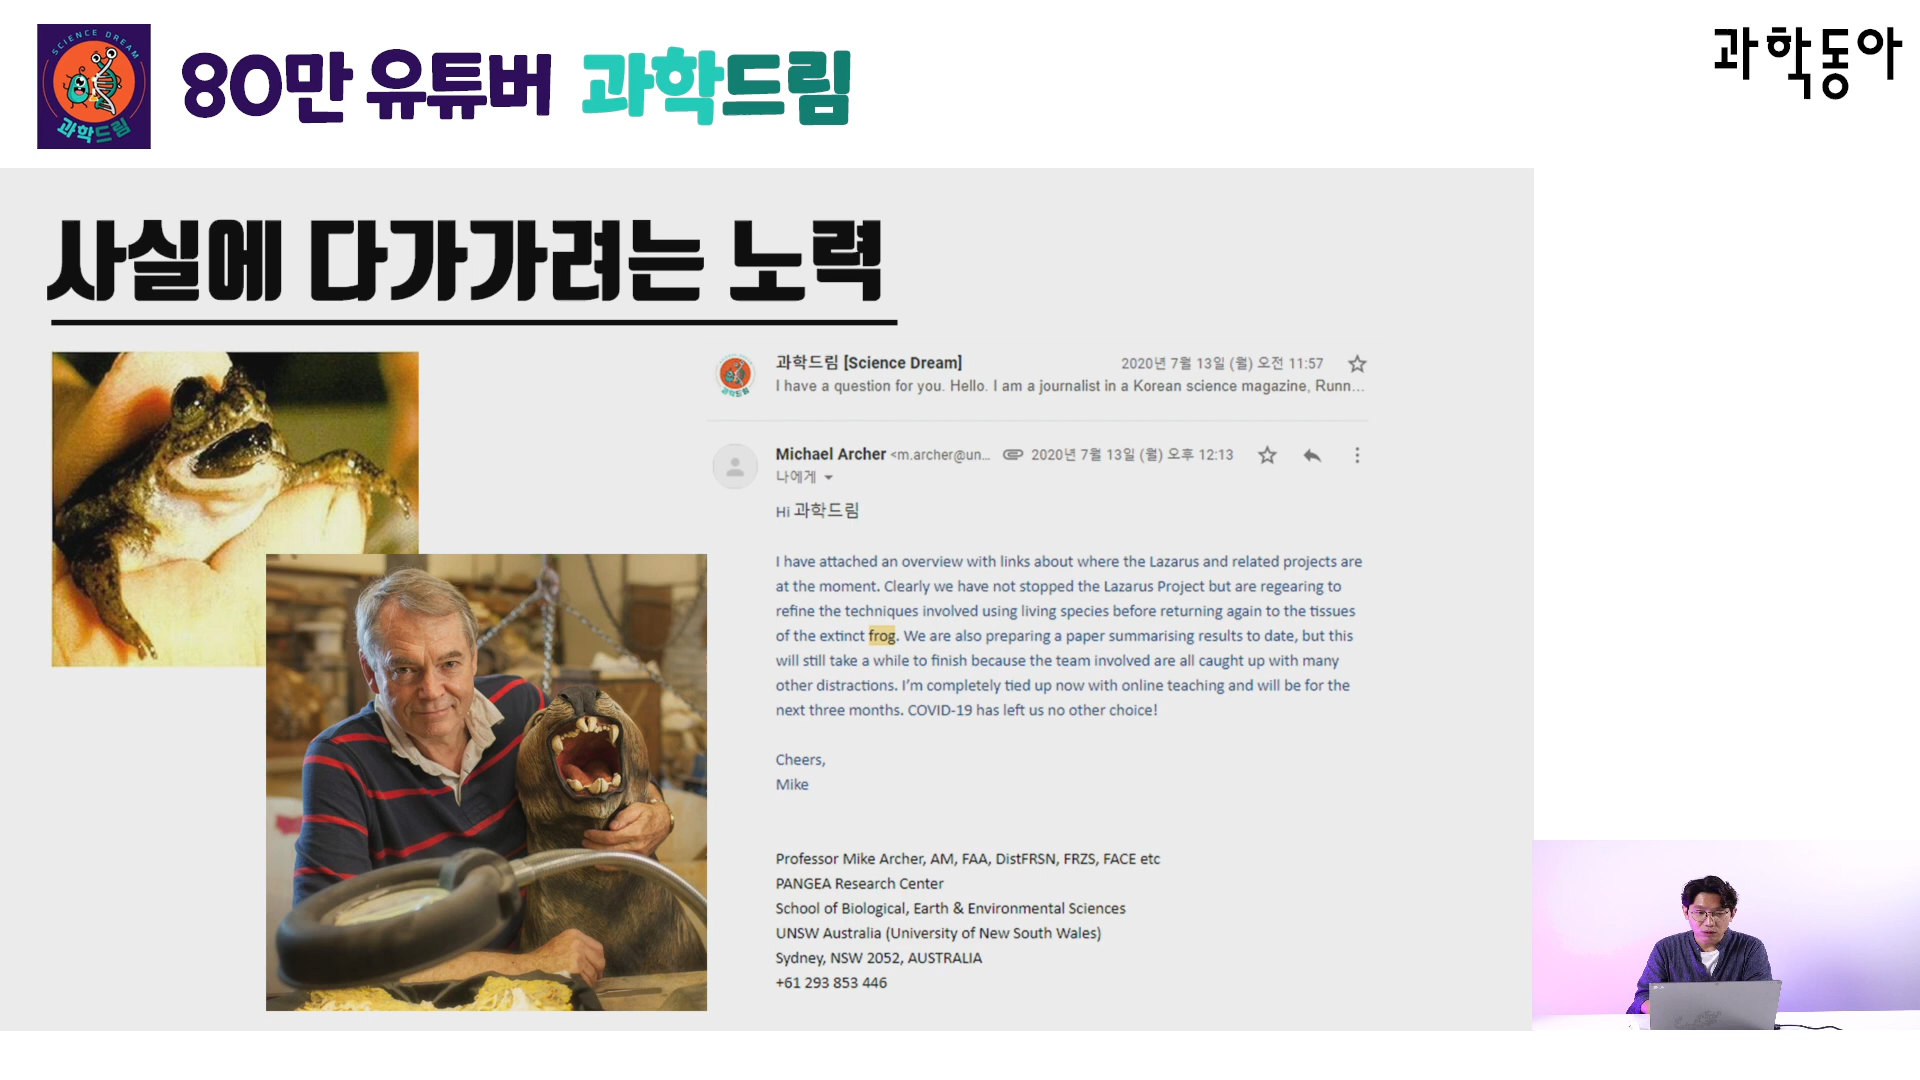 SCIENCE DREAM
과학드림
80만 유튜버 과학드림
과학동아
사실에 다가가려는 노력
과학드림 [Science Dream]
2020년 7월 13일 (월) 오전 11:57
I have a question for you. Hello. I am a journalist in a Korean science magazine, Runn...
Michael Archer <m.archer@un... 2020년 7월 13일 (월) 오후 12:13
나에게
Hi 과학드림
I have attached an overview with links about where the Lazarus and related projects are
at the moment. Clearly we have not stopped the Lazarus Project but are regearing to
refine the techniques involved using living species before returning again to the tissues
of the extinct frog. We are also preparing a paper summarising results to date, but this
will still take a while to finish because the team involved are all caught up with many
other distractions. I'm completely tied up now with online teaching and will be for the
next three months. COVID-19 has left us no other choice!
Cheers,
Mike
Professor Mike Archer, AM, FAA, DistFRSN, FRZS, FACE etc
PANGEA Research Center
School of Biological, Earth & Environmental Sciences
UNSW Australia (University of New South Wales)
Sydney, NSW 2052, AUSTRALIA
+61 293 853 446